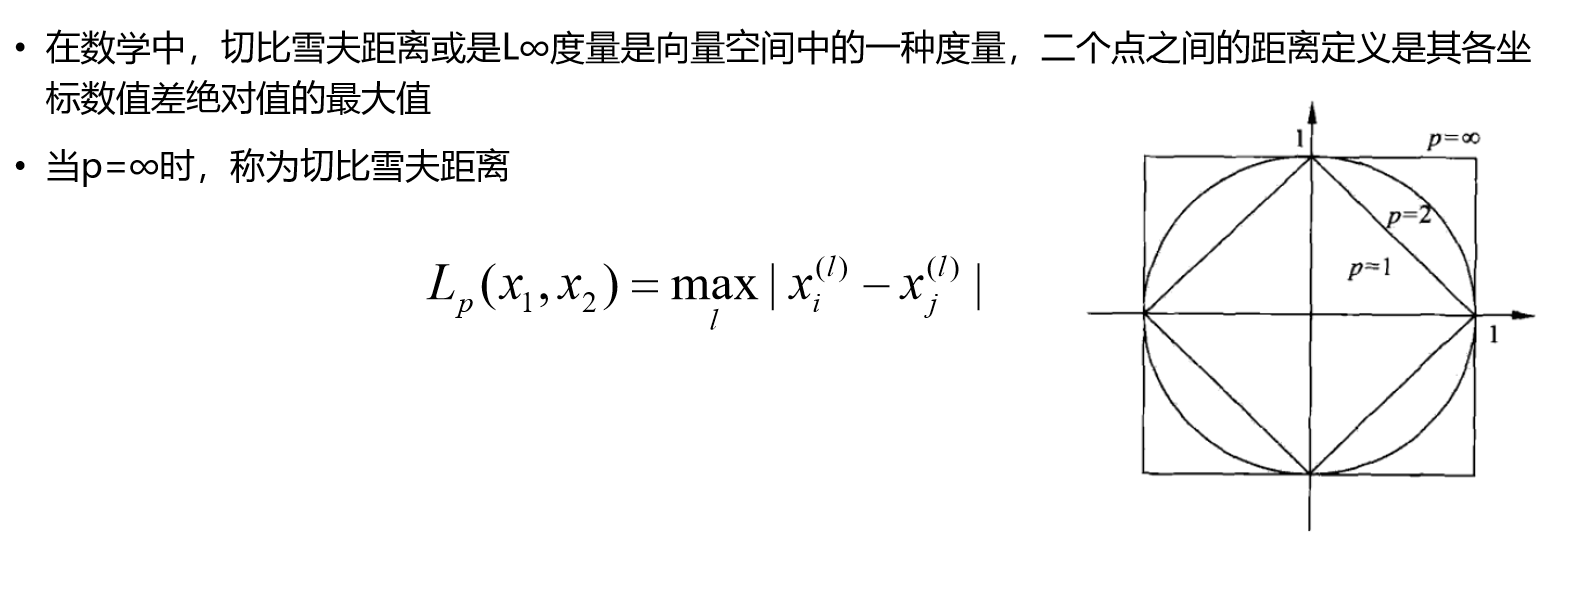 • 在数学中，切比雪夫距离或是L∞度量是向量空间中的一种度量，二个点之间的距离定义是其各坐
标数值差绝对值的最大值
• 当p=∞时，称为切比雪夫距离
L_p(x_1, x_2) = max_l | x_i^{(l)} − x_j^{(l)} |
1
p=∞
p=2
p=1
1